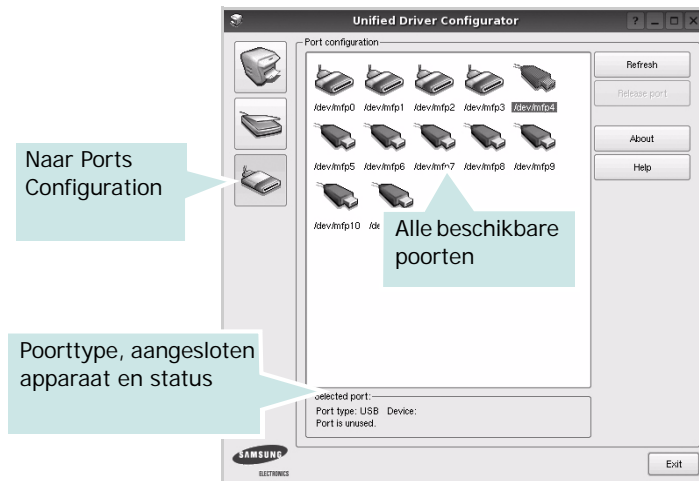 Unified Driver Configurator
Port configuration
/dev/mfp0 /dev/mfp1 /dev/mfp2 /dev/mfp3 /dev/mfp4
/dev/mfp5 /dev/mfp6 /dev/mfp7 /dev/mfp8 /dev/mfp9
/dev/mfp10
Refresh
Release port
About
Help
Naar Ports
Configuration
Alle beschikbare
poorten
Poorttype, aangesloten
apparaat en status
Selected port:
Port type: USB Device:
Port is unused.
SAMSUNG
ELECTRONICS
Exit